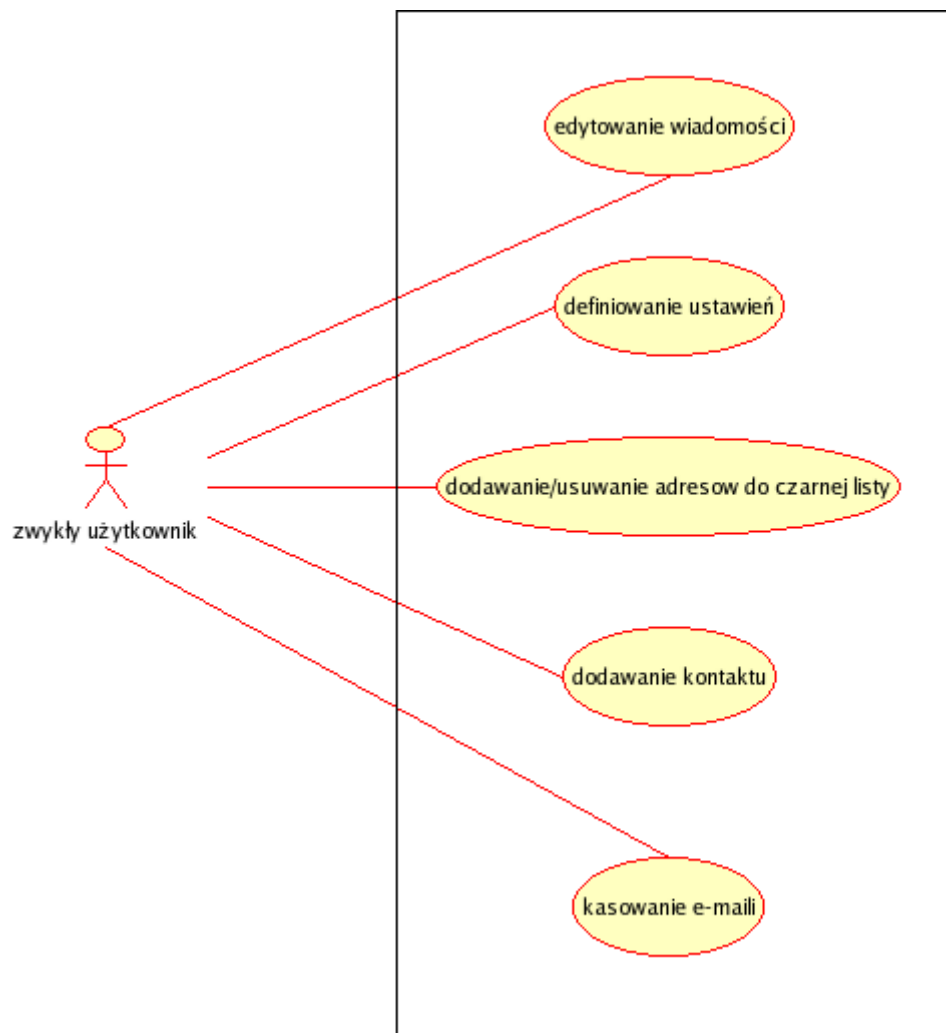 edytowanie wiadomości
definiowanie ustawień
dodawanie/usuwanie adresow do czarnej listy
zwykły użytkownik
dodawanie kontaktu
kasowanie e-maili